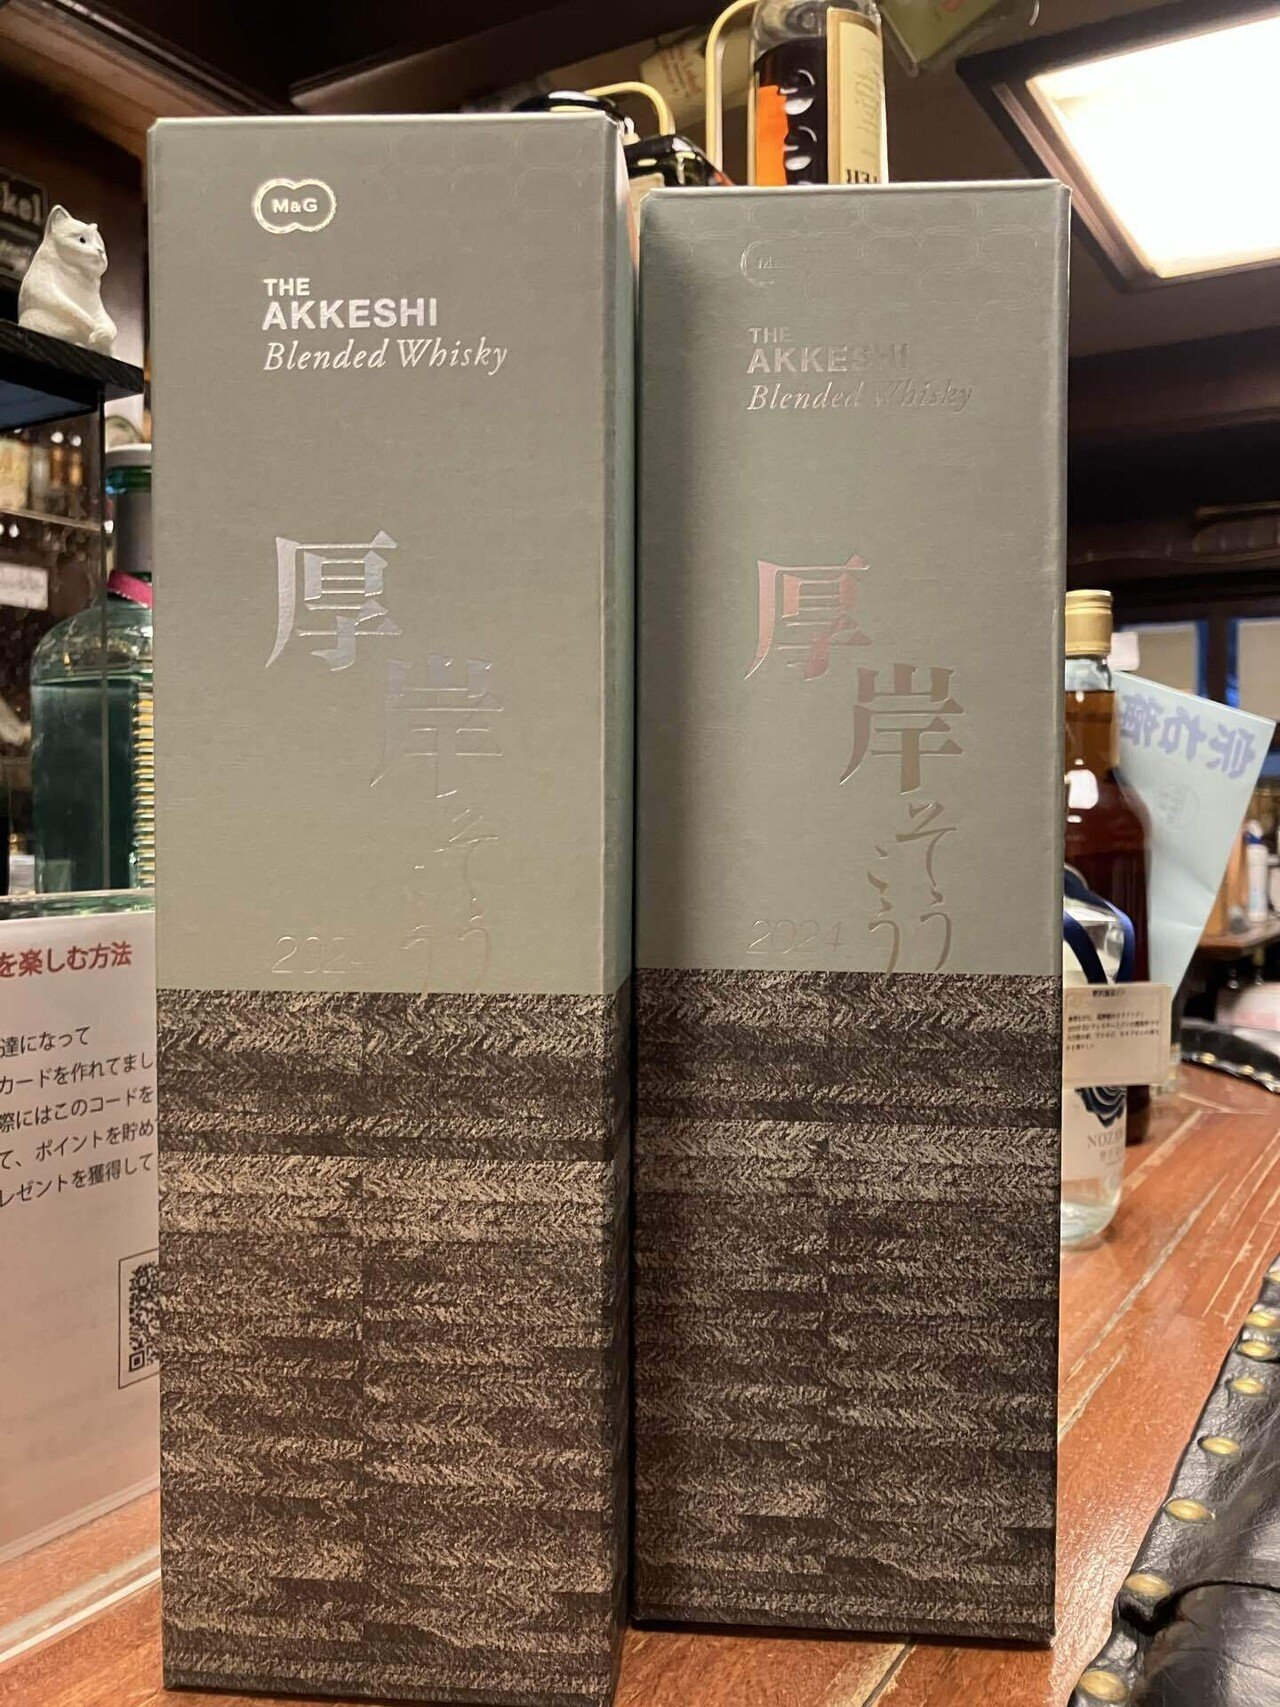 M&G
THE
AKKESHI
Blended Whisky
厚
岸
そ
こう
う
202
THE
AKKESHI
Blended Whisky
厚
岸
そ
こう
う
2024
を楽しむ方法
達になって
カードを作れてまし
際にはこのコードを
て、ポイントを貯め
レゼントを獲得して
kel
NOZA